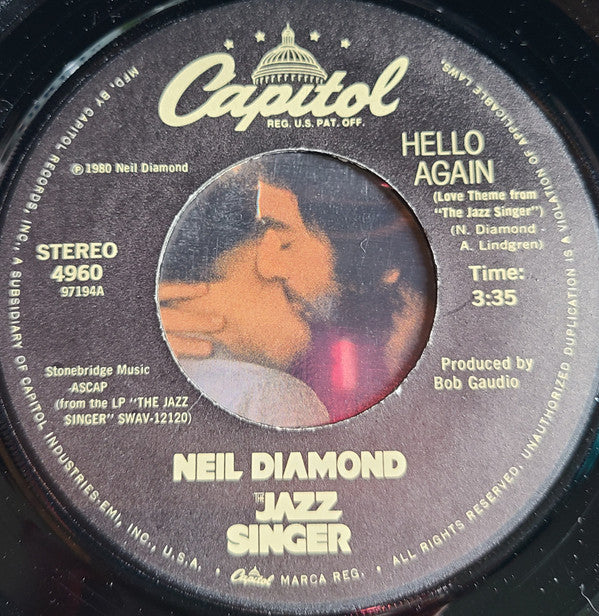 Capitol
REG. U.S. PAT. OFF.
HELLO
AGAIN
(Love Theme from
"The Jazz Singer")
(N. Diamond
A. Lindgren)
℗1980 Neil Diamond
STEREO
4960
97194A
Time:
3:35
Stonebridge Music
ASCAP
(from the LP "THE JAZZ
SINGER" SWAV-12120)
Produced by
Bob Gaudio
NEIL DIAMOND
THE
JAZZ
SINGER
MFD. BY CAPITOL RECORDS, INC., A SUBSIDIARY OF CAPITOL INDUSTRIES-EMI, INC., U.S.A. • Capitol MARCA REG. • ALL RIGHTS RESERVED. UNAUTHORIZED DUPLICATION IS A VIOLATION OF APPLICABLE LAWS.